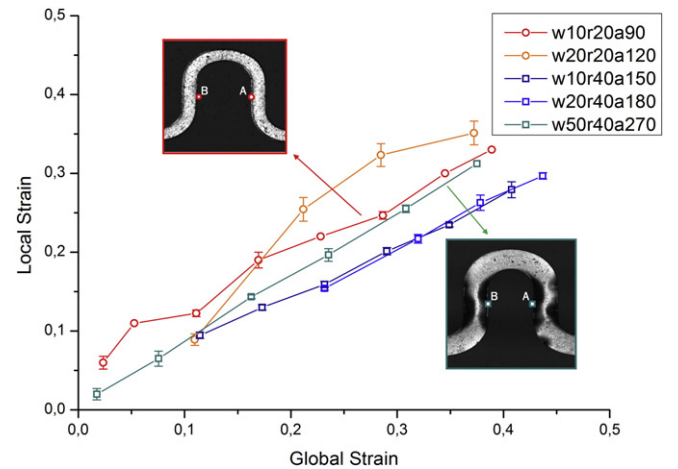 0,5
w10r20a90
w20r20a120
w10r40a150
w20r40a180
w50r40a270
B A
0,4
0,3
Local Strain
0,2
B A
0,1
0,0
0,0 0,1 0,2 0,3 0,4 0,5
Global Strain